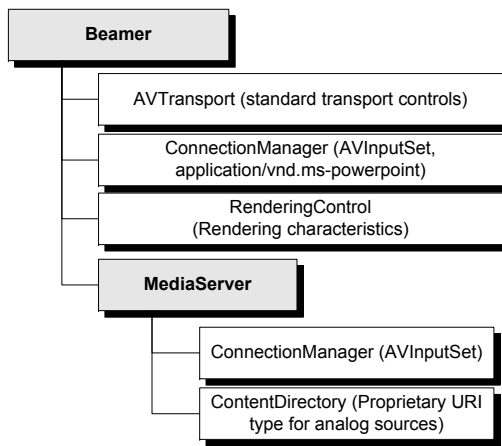 Beamer
AVTransport (standard transport controls)
ConnectionManager (AVInputSet,
application/vnd.ms-powerpoint)
RenderingControl
(Rendering characteristics)
MediaServer
ConnectionManager (AVInputSet)
ContentDirectory (Proprietary URI
type for analog sources)